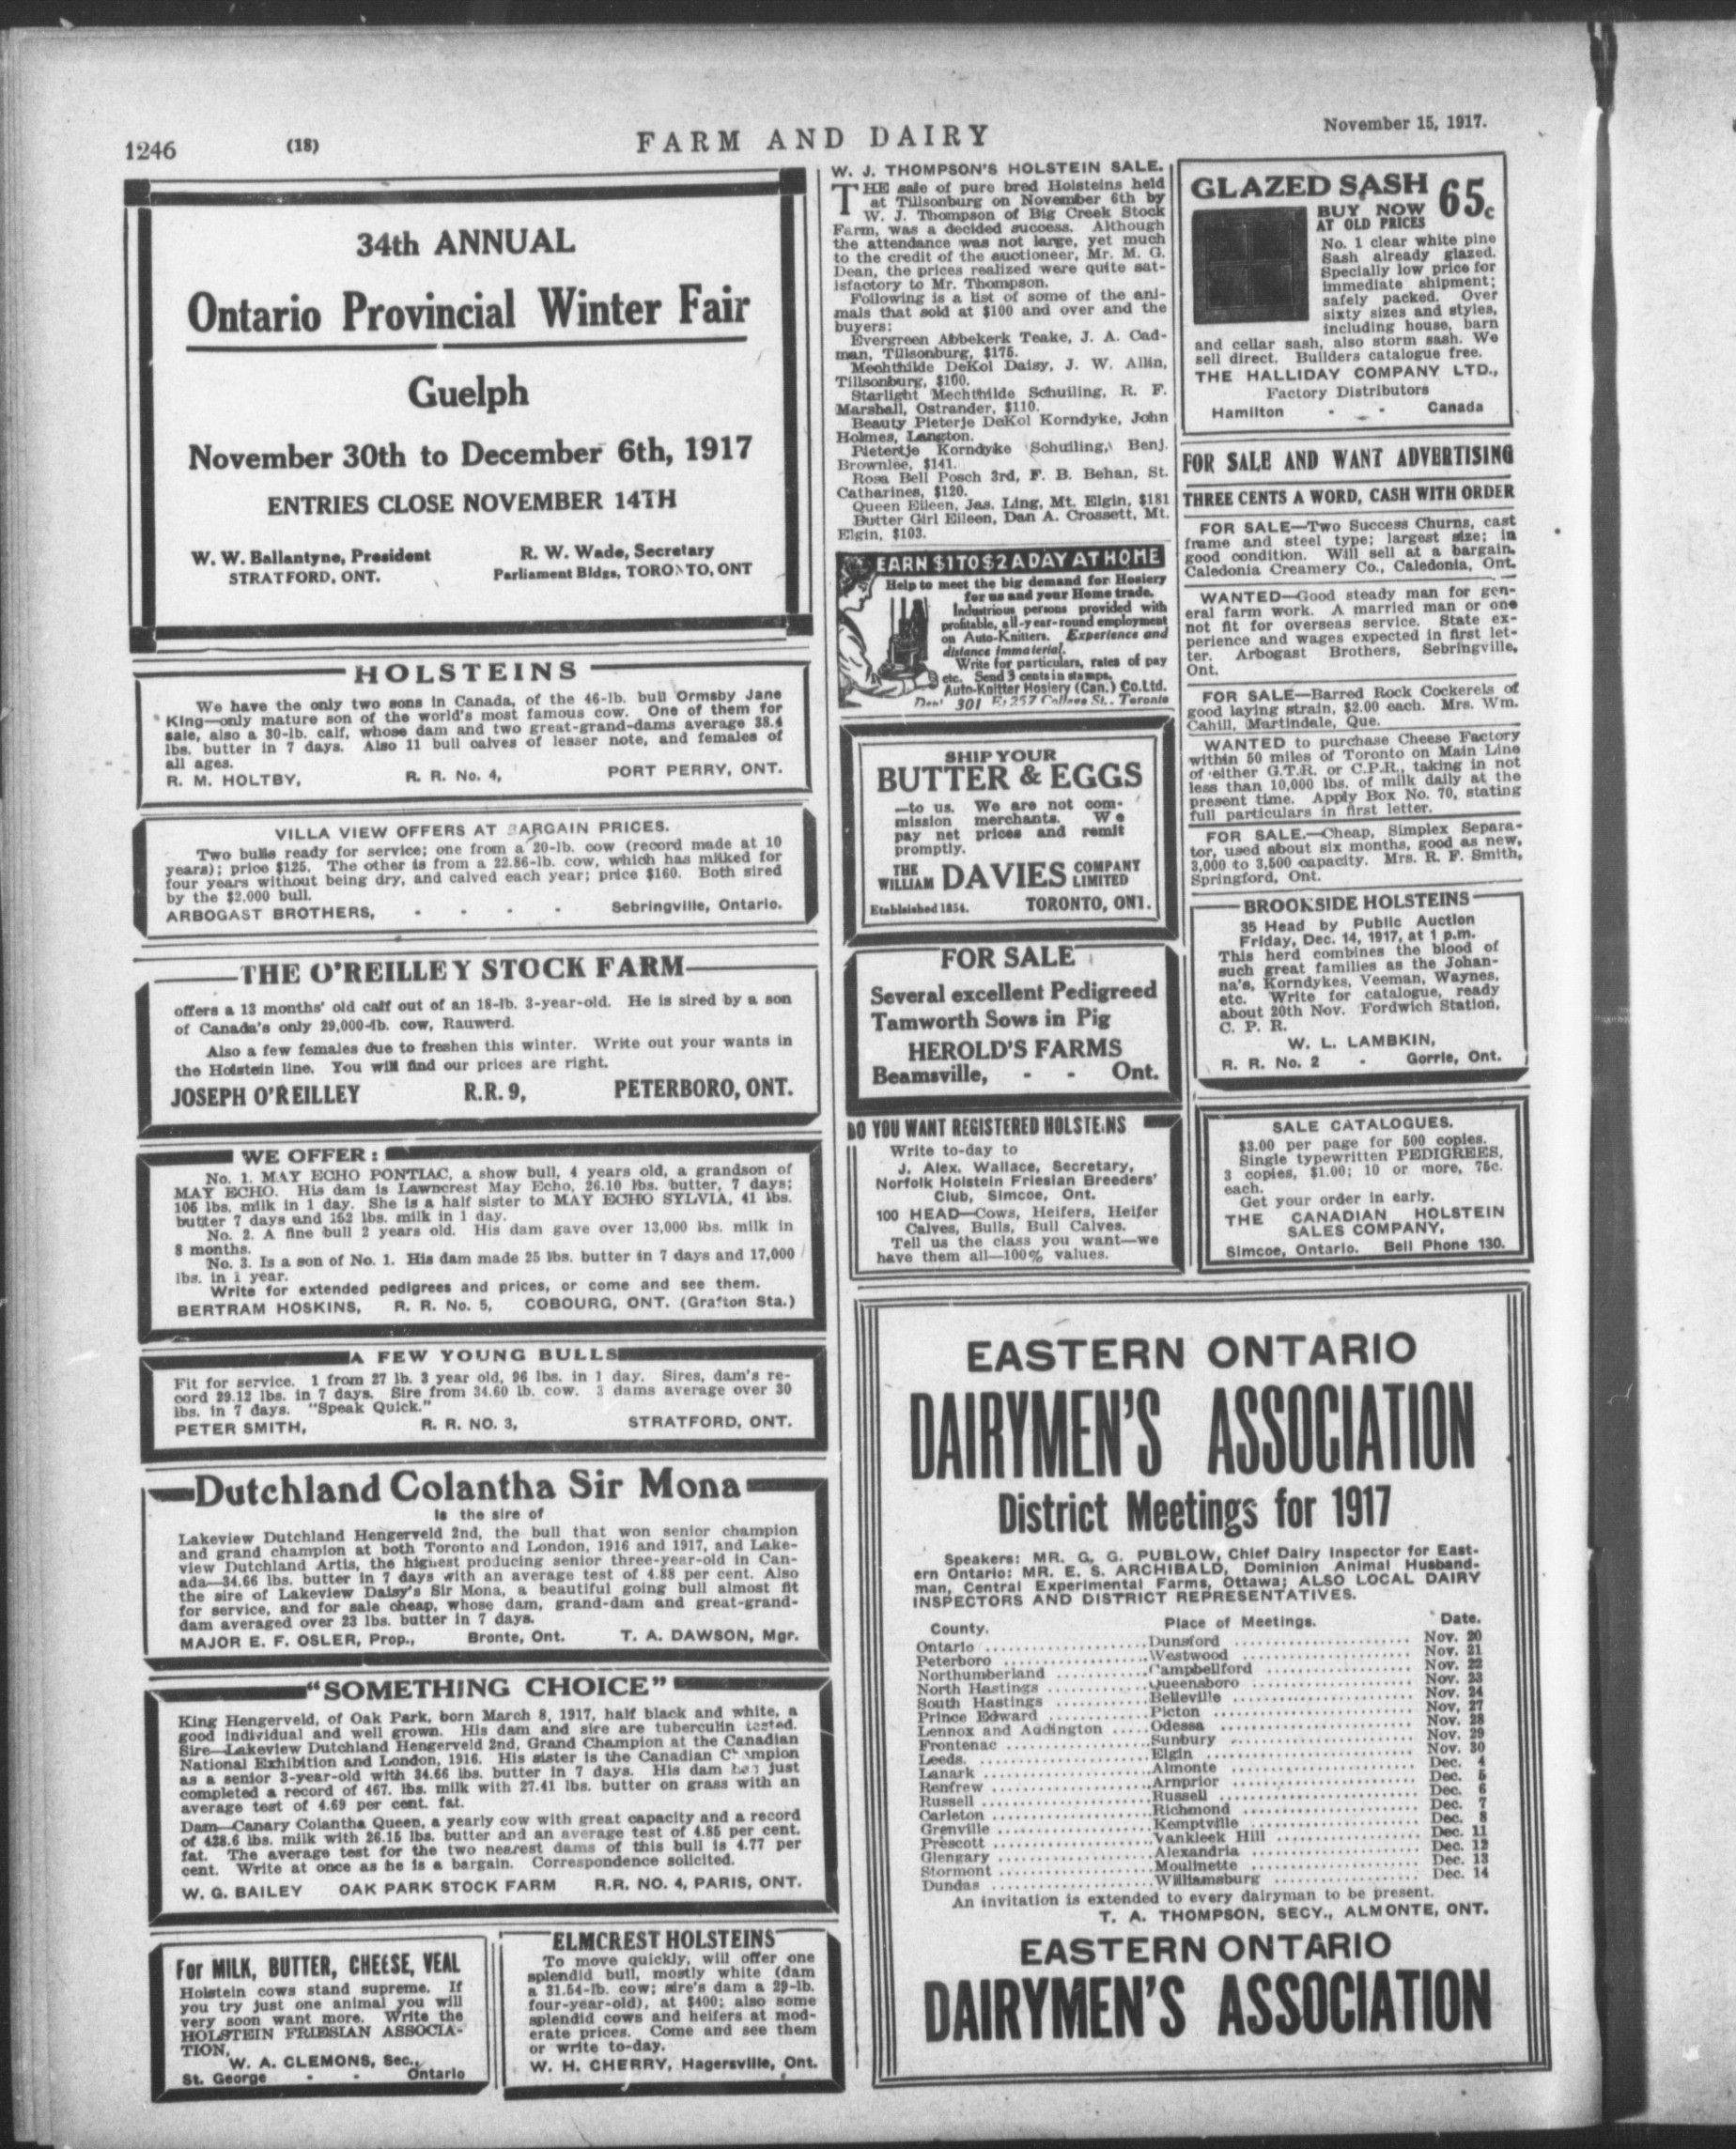 1246 (18) FARM AND DAIRY November 15, 1917.
34th ANNUAL
Ontario Provincial Winter Fair
Guelph
November 30th to December 6th, 1917
ENTRIES CLOSE NOVEMBER 14TH
W. W. Ballantyne, President
STRATFORD, ONT.
R. W. Wade, Secretary
Parliament Bldgs, TORONTO, ONT
HOLSTEINS
We have the only two sons in Canada, of the 46-lb. bull Ormsby Jane
King—only mature son of the world's most famous cow. One of them for
sale, also a 30-lb. calf, whose dam and two great-grand-dams average 38.4
lbs. butter in 7 days. Also 11 bull calves of lesser note, and females of
all ages.
R. M. HOLTBY, R. R. No. 4, PORT PERRY, ONT.
VILLA VIEW OFFERS AT BARGAIN PRICES.
Two bulls ready for service; one from a 20-lb. cow (record made at 10
years); price $125. The other is from a 22.86-lb. cow, which has milked for
four years without being dry, and calved each year; price $160. Both sired
by the $2,000 bull.
ARBOGAST BROTHERS, - - - - Sebringville, Ontario.
THE O'REILLEY STOCK FARM
offers a 13 months' old calf out of an 18-lb. 3-year-old. He is sired by a son
of Canada's only 29,000-lb. cow, Rauwerd.
Also a few females due to freshen this winter. Write out your wants in
the Holstein line. You will find our prices are right.
JOSEPH O'REILLEY R.R. 9, PETERBORO, ONT.
WE OFFER:
No. 1. MAY ECHO PONTIAC, a show bull, 4 years old, a grandson of
MAY ECHO. His dam is Lawncrest May Echo, 26.10 lbs. butter, 7 days;
105 lbs. milk in 1 day. She is a half sister to MAY ECHO SYLVIA, 41 lbs.
butter 7 days and 152 lbs. milk in 1 day.
No. 2. A fine bull 2 years old. His dam gave over 13,000 lbs. milk in
8 months.
No. 3. Is a son of No. 1. His dam made 25 lbs. butter in 7 days and 17,000
lbs. in 1 year.
Write for extended pedigrees and prices, or come and see them.
BERTRAM HOSKINS, R. R. No. 5, COBOURG, ONT. (Grafton Sta.)
A FEW YOUNG BULLS
Fit for service. 1 from 27 lb. 3 year old, 96 lbs. in 1 day. Sires, dam's re-
cord 29.12 lbs. in 7 days. Sire from 34.60 lb. cow. 3 dams average over 30
lbs. in 7 days. "Speak Quick."
PETER SMITH, R. R. NO. 3, STRATFORD, ONT.
Dutchland Colantha Sir Mona
Is the sire of
Lakeview Dutchland Hengerveld 2nd, the bull that won senior champion
and grand champion at both Toronto and London, 1916 and 1917, and Lake-
view Dutchland Artis, the highest producing senior three-year-old in Can-
ada—34.66 lbs. butter in 7 days with an average test of 4.88 per cent. Also
the sire of Lakeview Daisy's Sir Mona, a beautiful going bull almost fit
for service, and for sale cheap, whose dam, grand-dam and great-grand-
dam averaged over 23 lbs. butter in 7 days.
MAJOR E. F. OSLER, Prop., Bronte, Ont. T. A. DAWSON, Mgr.
"SOMETHING CHOICE"
King Hengerveld, of Oak Park, born March 8, 1917, half black and white, a
good individual and well grown. His dam and sire are tuberculin tested.
Sire—Lakeview Dutchland Hengerveld 2nd, Grand Champion at the Canadian
National Exhibition and London, 1916. His sister is the Canadian Champion
as a senior 3-year-old with 34.66 lbs. butter in 7 days. His dam has just
completed a record of 467. lbs. milk with 27.41 lbs. butter on grass with an
average test of 4.69 per cent. fat.
Dam—Canary Colantha Queen, a yearly cow with great capacity and a record
of 428.6 lbs. milk with 26.15 lbs. butter and an average test of 4.85 per cent.
fat. The average test for the two nearest dams of this bull is 4.77 per
cent. Write at once as he is a bargain. Correspondence solicited.
W. G. BAILEY OAK PARK STOCK FARM R.R. NO. 4, PARIS, ONT.
For MILK, BUTTER, CHEESE, VEAL
Holstein cows stand supreme. If
you try just one animal you will
very soon want more. Write the
HOLSTEIN FRIESIAN ASSOCIA-
TION,
W. A. CLEMONS, Sec.,
St. George - - Ontario
ELMCREST HOLSTEINS
To move quickly, will offer one
splendid bull, mostly white (dam
a 31.54-lb. cow; sire's dam a 29-lb.
four-year-old), at $400; also some
splendid cows and heifers at mod-
erate prices. Come and see them
or write to-day.
W. H. CHERRY, Hagersville, Ont.
W. J. THOMPSON'S HOLSTEIN SALE.
THE sale of pure bred Holsteins held
at Tillsonburg on November 6th by
W. J. Thompson of Big Creek Stock
Farm, was a decided success. Although
the attendance was not large, yet much
to the credit of the auctioneer, Mr. M. G.
Dean, the prices realized were quite sat-
isfactory to Mr. Thompson.
Following is a list of some of the ani-
mals that sold at $100 and over and the
buyers:
Evergreen Abbekerk Teake, J. A. Cad-
man, Tillsonburg, $175.
Mechthilde DeKol Daisy, J. W. Allin,
Tillsonburg, $100.
Starlight Mechthilde Schuiling, R. F.
Marshall, Ostrander, $110.
Beauty Pieterje DeKol Korndyke, John
Holmes, Langton.
Pietertje Korndyke Schuiling, Benj.
Brownlee, $141.
Rosa Bell Posch 3rd, F. B. Behan, St.
Catharines, $120.
Queen Eileen, Jas. Ling, Mt. Elgin, $181
Butter Girl Eileen, Dan A. Crossett, Mt.
Elgin, $103.
EARN $1 TO $2 A DAY AT HOME
Help to meet the big demand for Hosiery
for us and your Home trade.
Industrious persons provided with
profitable, all-year-round employment
on Auto-Knitters. Experience and
distance immaterial.
Write for particulars, rates of pay
etc. Send 3 cents in stamps.
Auto-Knitter Hosiery (Can.) Co. Ltd.
Dept 301 E: 257 College St., Toronto
SHIP YOUR
BUTTER & EGGS
—to us. We are not com-
mission merchants. We
pay net prices and remit
promptly.
THE WILLIAM DAVIES COMPANY LIMITED
Established 1854. TORONTO, ONT.
FOR SALE
Several excellent Pedigreed
Tamworth Sows in Pig
HEROLD'S FARMS
Beamsville, - - Ont.
DO YOU WANT REGISTERED HOLSTEINS
Write to-day to
J. Alex. Wallace, Secretary,
Norfolk Holstein Friesian Breeders'
Club, Simcoe, Ont.
100 HEAD—Cows, Heifers, Heifer
Calves, Bulls, Bull Calves.
Tell us the class you want—we
have them all—100% values.
GLAZED SASH 65c
BUY NOW
AT OLD PRICES
No. 1 clear white pine
Sash already glazed.
Specially low price for
immediate shipment;
safely packed. Over
sixty sizes and styles,
including house, barn
and cellar sash, also storm sash. We
sell direct. Builders catalogue free.
THE HALLIDAY COMPANY LTD.,
Factory Distributors
Hamilton - - Canada
FOR SALE AND WANT ADVERTISING
THREE CENTS A WORD, CASH WITH ORDER
FOR SALE—Two Success Churns, cast
frame and steel type; largest size; in
good condition. Will sell at a bargain.
Caledonia Creamery Co., Caledonia, Ont.
WANTED—Good steady man for gen-
eral farm work. A married man or one
not fit for overseas service. State ex-
perience and wages expected in first let-
ter. Arbogast Brothers, Sebringville,
Ont.
FOR SALE—Barred Rock Cockerels of
good laying strain, $2.00 each. Mrs. Wm.
Cahill, Martindale, Que.
WANTED to purchase Cheese Factory
within 50 miles of Toronto on Main Line
of either G.T.R. or C.P.R., taking in not
less than 10,000 lbs. of milk daily at the
present time. Apply Box No. 70, stating
full particulars in first letter.
FOR SALE.—Cheap, Simplex Separa-
tor, used about six months, good as new,
3,000 to 3,500 capacity. Mrs. R. F. Smith,
Springford, Ont.
BROOKSIDE HOLSTEINS
35 Head by Public Auction
Friday, Dec. 14, 1917, at 1 p.m.
This herd combines the blood of
such great families as the Johan-
na's, Korndykes, Veeman, Waynes,
etc. Write for catalogue, ready
about 20th Nov. Fordwich Station,
C. P. R.
W. L. LAMBKIN,
R. R. No. 2 - Gorrie, Ont.
SALE CATALOGUES.
$3.00 per page for 500 copies.
Single typewritten PEDIGREES,
3 copies, $1.00; 10 or more, 75c.
each.
Get your order in early.
THE CANADIAN HOLSTEIN
SALES COMPANY,
Simcoe, Ontario. Bell Phone 130.
EASTERN ONTARIO
DAIRYMEN'S ASSOCIATION
District Meetings for 1917
Speakers: MR. G. G. PUBLOW, Chief Dairy Inspector for East-
ern Ontario: MR. E. S. ARCHIBALD, Dominion Animal Husband-
man, Central Experimental Farms, Ottawa; ALSO LOCAL DAIRY
INSPECTORS AND DISTRICT REPRESENTATIVES.
County. Place of Meetings. Date.
Ontario ..... Dunsford ..... Nov. 20
Peterboro ..... Westwood ..... Nov. 21
Northumberland ..... Campbellford ..... Nov. 22
North Hastings ..... Queensboro ..... Nov. 23
South Hastings ..... Belleville ..... Nov. 24
Prince Edward ..... Picton ..... Nov. 27
Lennox and Addington ..... Odessa ..... Nov. 28
Frontenac ..... Sunbury ..... Nov. 29
Leeds. ..... Elgin ..... Nov. 30
Lanark ..... Almonte ..... Dec. 4
Renfrew ..... Arnprior ..... Dec. 5
Russell ..... Russell ..... Dec. 6
Carleton ..... Richmond ..... Dec. 7
Grenville ..... Kemptville ..... Dec. 8
Prescott ..... Vankleek Hill ..... Dec. 11
Glengary ..... Alexandria ..... Dec. 12
Stormont ..... Moulinette ..... Dec. 13
Dundas ..... Williamsburg ..... Dec. 14
An invitation is extended to every dairyman to be present.
T. A. THOMPSON, SECY., ALMONTE, ONT.
EASTERN ONTARIO
DAIRYMEN'S ASSOCIATION